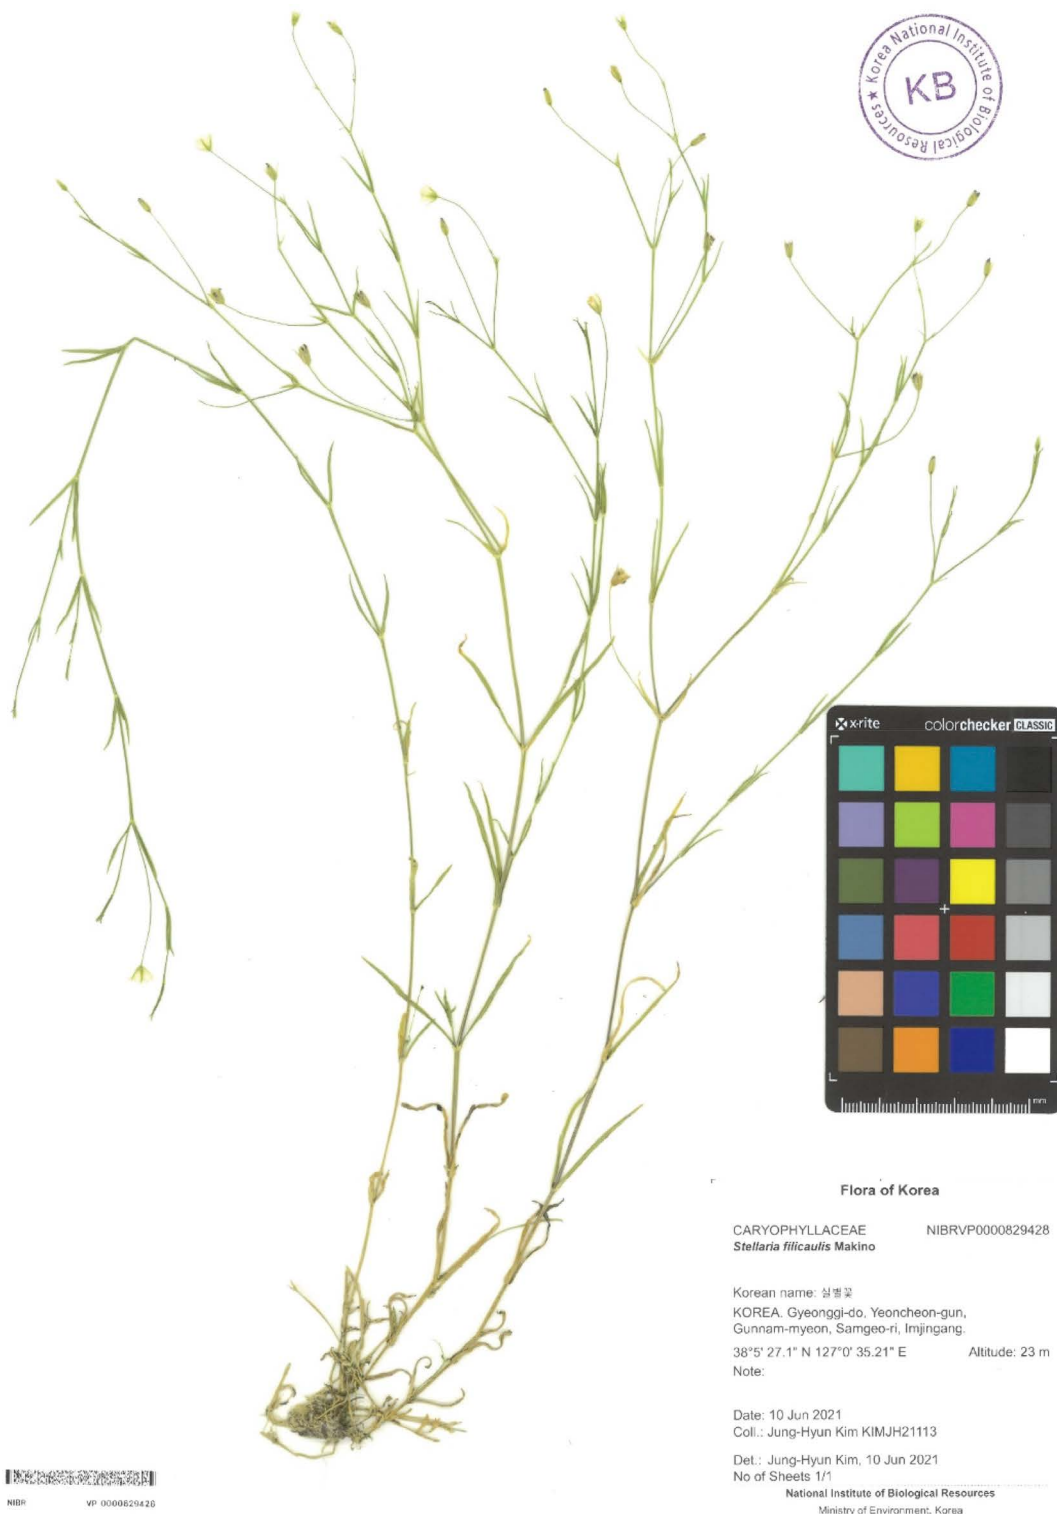 ★ Korea National Institute of Biological Resources
KB
x-rite colorchecker CLASSIC
mm
Flora of Korea
CARYOPHYLLACEAE NIBRVP0000829428
Stellaria filicaulis Makino
Korean name: 실별꽃
KOREA. Gyeonggi-do, Yeoncheon-gun,
Gunnam-myeon, Samgeo-ri, Imjingang.
38°5' 27.1" N 127°0' 35.21" E Altitude: 23 m
Note:
Date: 10 Jun 2021
Coll.: Jung-Hyun Kim KIMJH21113
Det.: Jung-Hyun Kim, 10 Jun 2021
No of Sheets 1/1
National Institute of Biological Resources
Ministry of Environment, Korea
NIBR VP 0000829428